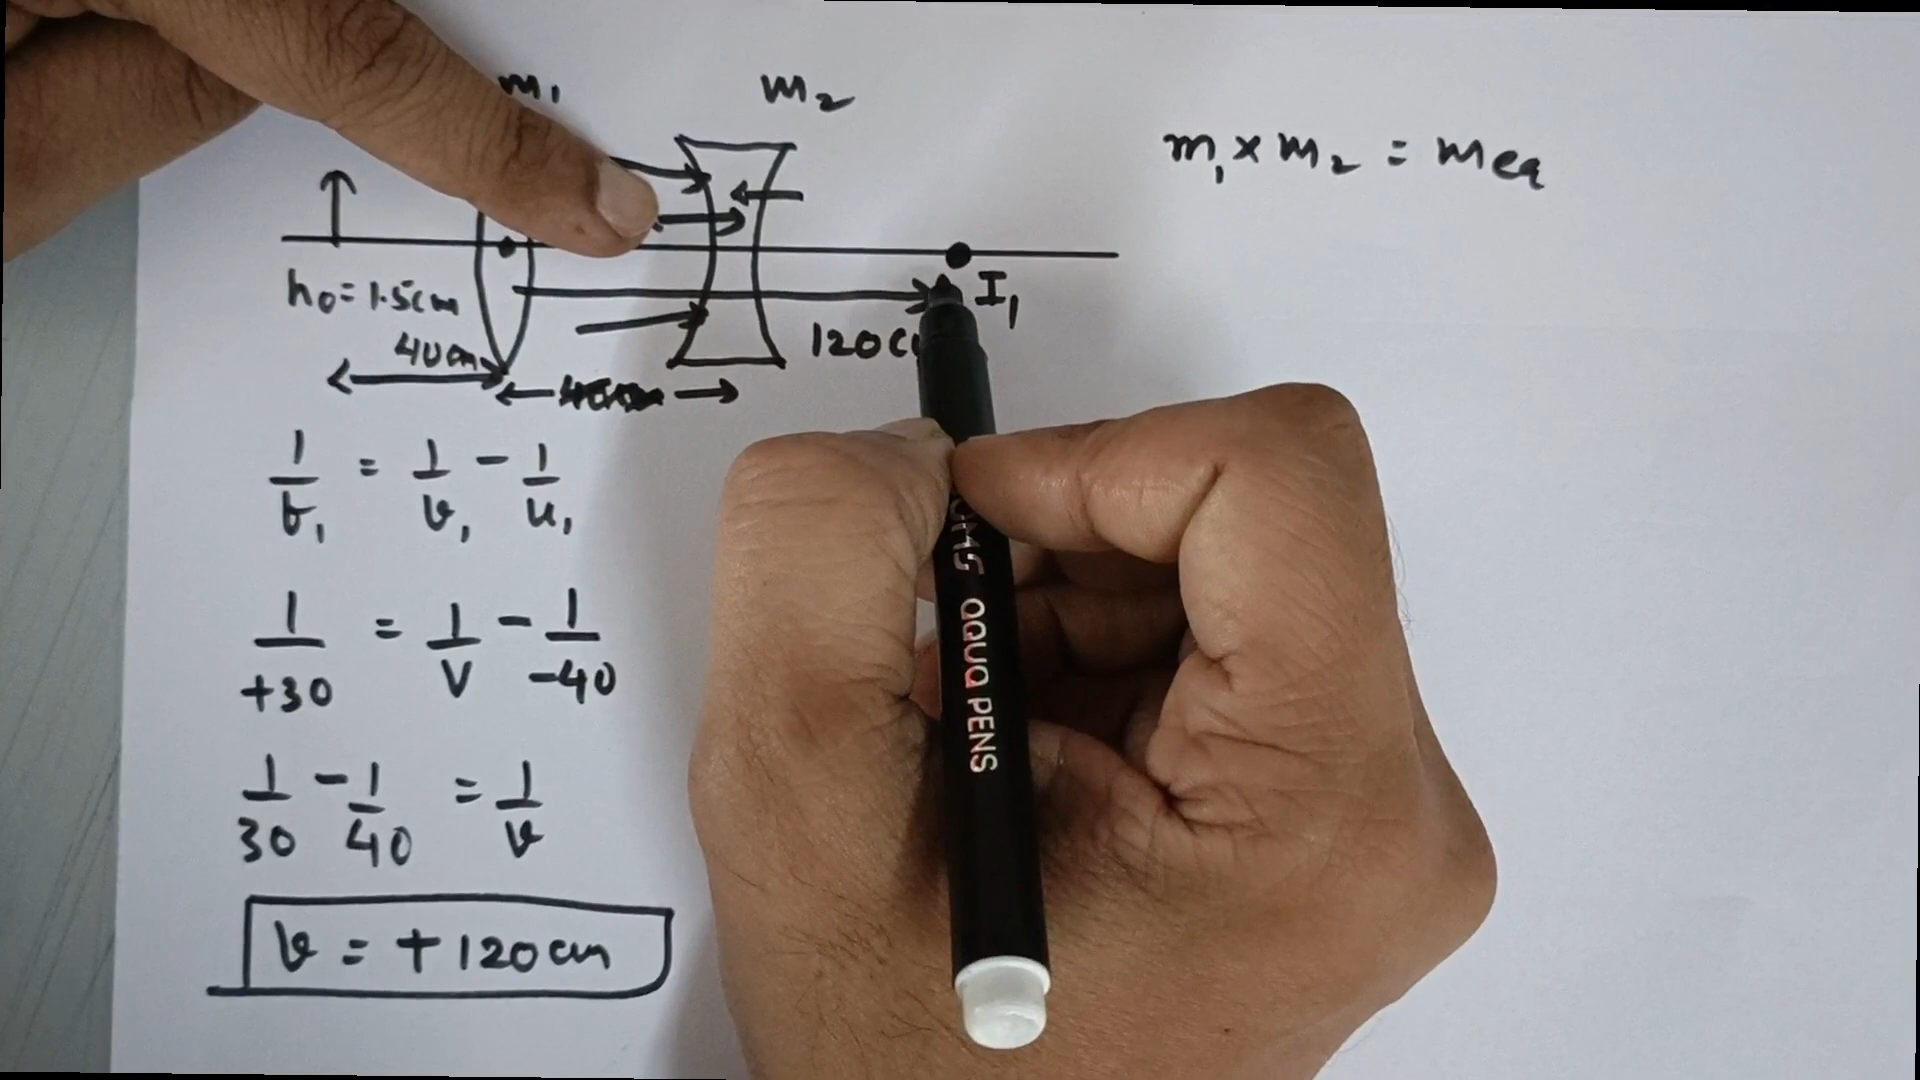 m₁ m₂
m₁ × m₂ = meq
h₀ = 1.5cm
I₁
120c
40cm
1/f₁ = 1/v₁ - 1/u₁
1/+30 = 1/v - 1/-40
1/30 - 1/40 = 1/v
v = +120cm
AQUA PENS